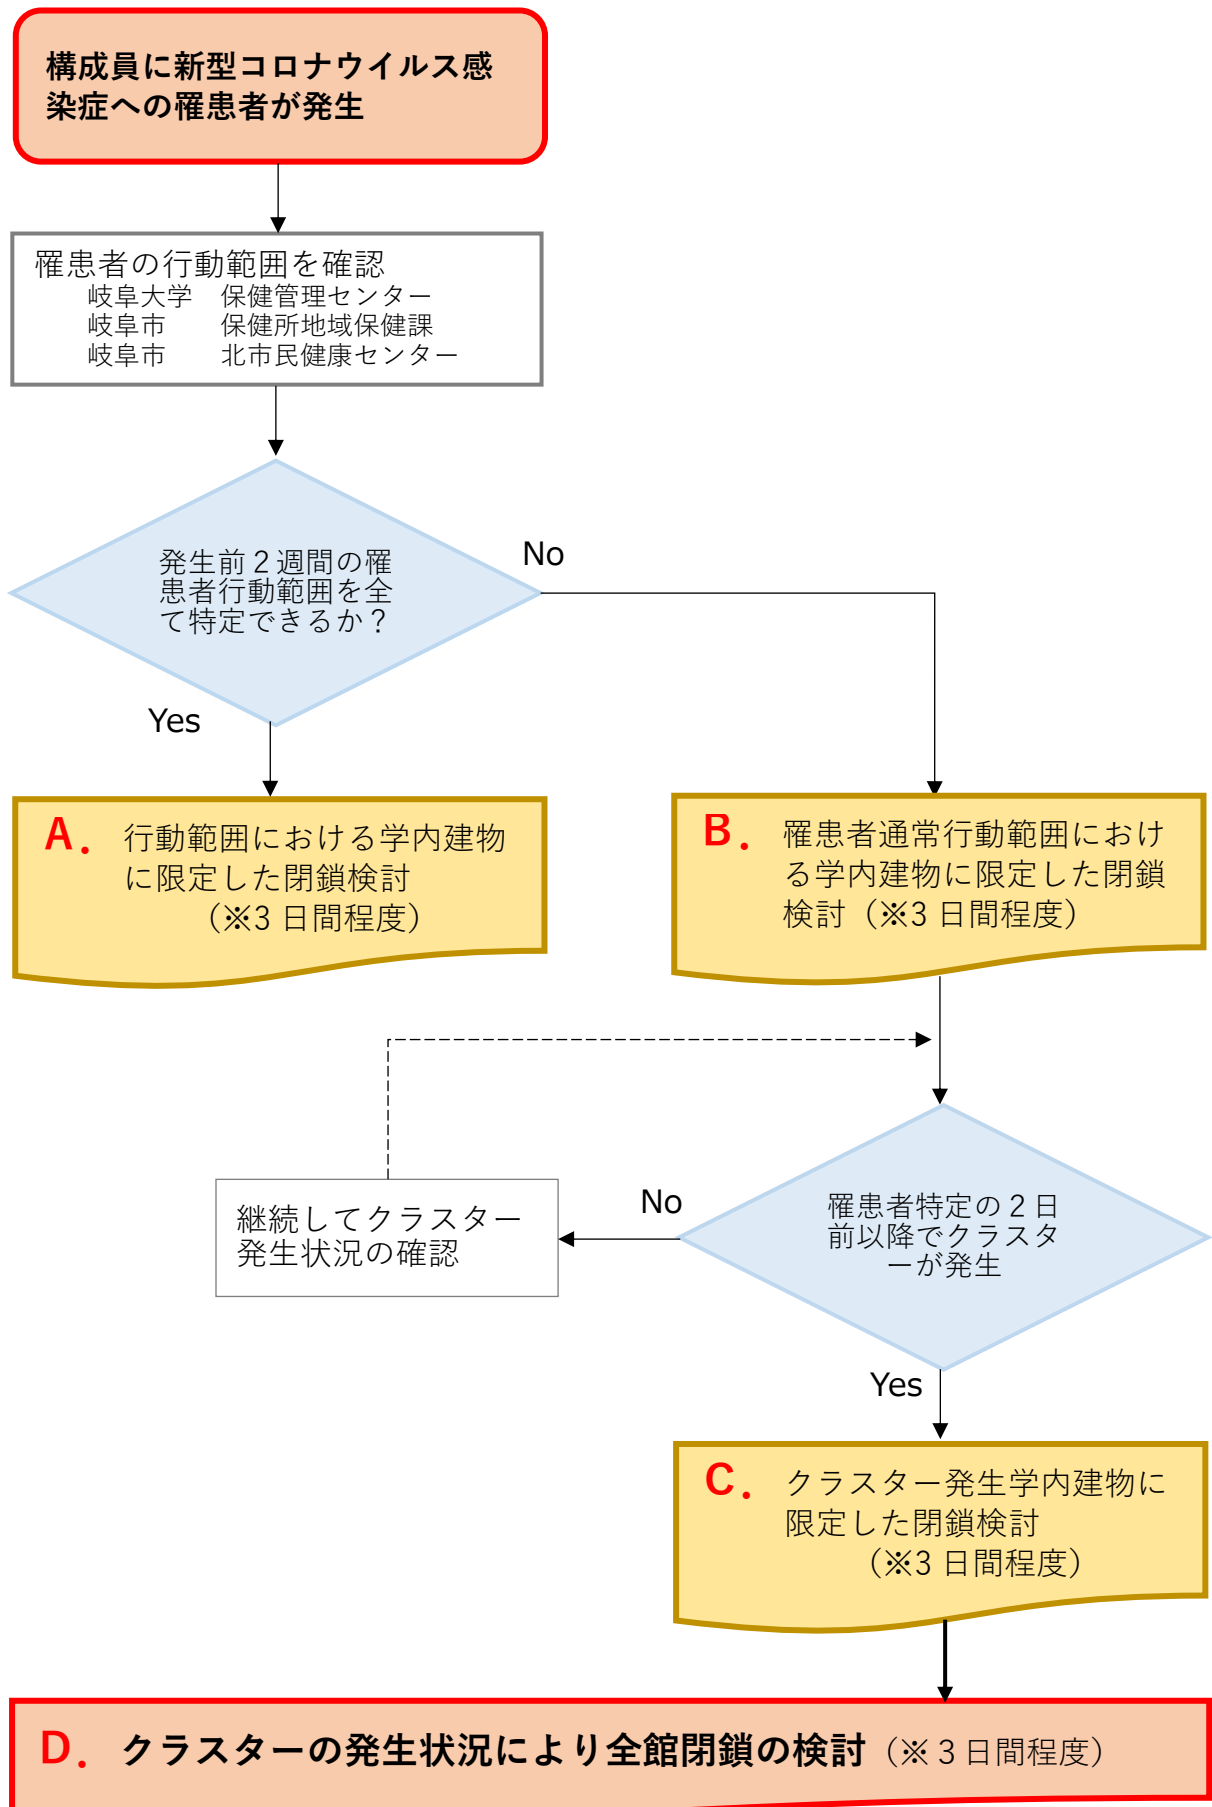 構成員に新型コロナウイルス感
染症への罹患者が発生
罹患者の行動範囲を確認
岐阜大学　保健管理センター
岐阜市　　保健所地域保健課
岐阜市　　北市民健康センター
発生前２週間の罹
患者行動範囲を全
て特定できるか？
No
Yes
A. 行動範囲における学内建物
に限定した閉鎖検討
（※3 日間程度）
B. 罹患者通常行動範囲におけ
る学内建物に限定した閉鎖
検討（※3 日間程度）
罹患者特定の２日
前以降でクラスタ
ーが発生
No
継続してクラスター
発生状況の確認
Yes
C. クラスター発生学内建物に
限定した閉鎖検討
（※3 日間程度）
D. クラスターの発生状況により全館閉鎖の検討（※３日間程度）